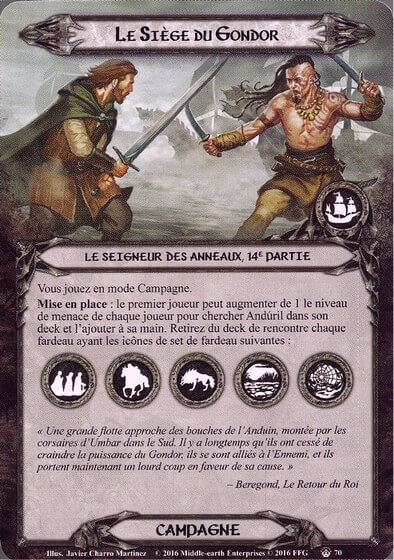 Le Siège du Gondor
Le Seigneur des Anneaux, 14e Partie
Vous jouez en mode Campagne.
Mise en place : le premier joueur peut augmenter de 1 le niveau
de menace de chaque joueur pour chercher Andúril dans son
deck et l'ajouter à sa main. Retirez du deck de rencontre chaque
fardeau ayant les icônes de set de fardeau suivantes :
« Une grande flotte approche des bouches de l'Anduin, montée par les
corsaires d'Umbar dans le Sud. Il y a longtemps qu'ils ont cessé de
craindre la puissance du Gondor, ils se sont alliés à l'Ennemi, et ils
portent maintenant un lourd coup en faveur de sa cause. »
– Beregond, Le Retour du Roi
Campagne
Illus. Javier Charro Martinez © 2016 Middle-earth Enterprises © 2016 FFG 70